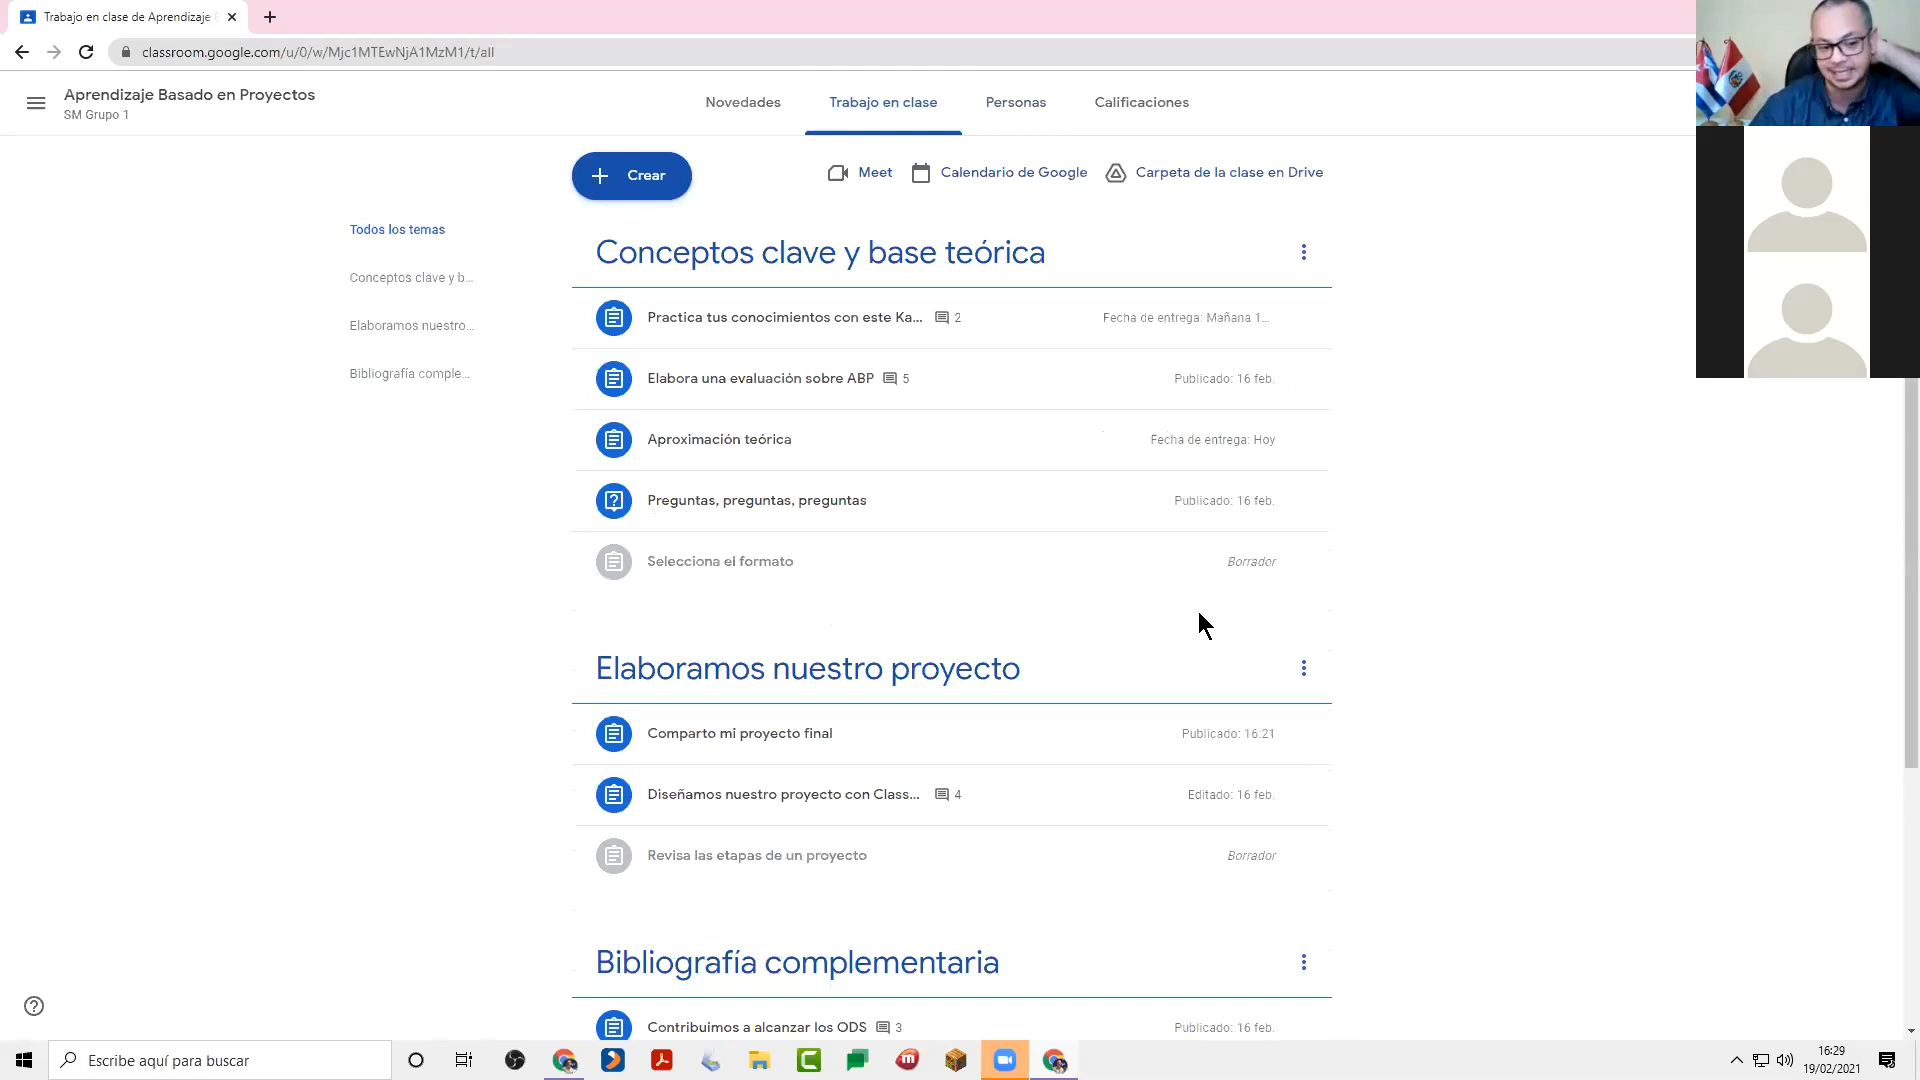 Trabajo en clase de Aprendizaje
classroom.google.com/u/0/w/Mjc1MTEwNjA1MzM1/t/all
Aprendizaje Basado en Proyectos
SM Grupo 1
Novedades
Trabajo en clase
Personas
Calificaciones
Crear
Meet
Calendario de Google
Carpeta de la clase en Drive
Todos los temas
Conceptos clave y b...
Elaboramos nuestro...
Bibliografía comple...
Conceptos clave y base teórica
Practica tus conocimientos con este Ka... 2 Fecha de entrega: Mañana 1...
Elabora una evaluación sobre ABP 5 Publicado: 16 feb.
Aproximación teórica Fecha de entrega: Hoy
Preguntas, preguntas, preguntas Publicado: 16 feb.
Selecciona el formato Borrador
Elaboramos nuestro proyecto
Comparto mi proyecto final Publicado: 16:21
Diseñamos nuestro proyecto con Class... 4 Editado: 16 feb.
Revisa las etapas de un proyecto Borrador
Bibliografía complementaria
Contribuimos a alcanzar los ODS 3 Publicado: 16 feb.
Escribe aquí para buscar
16:29
19/02/2021